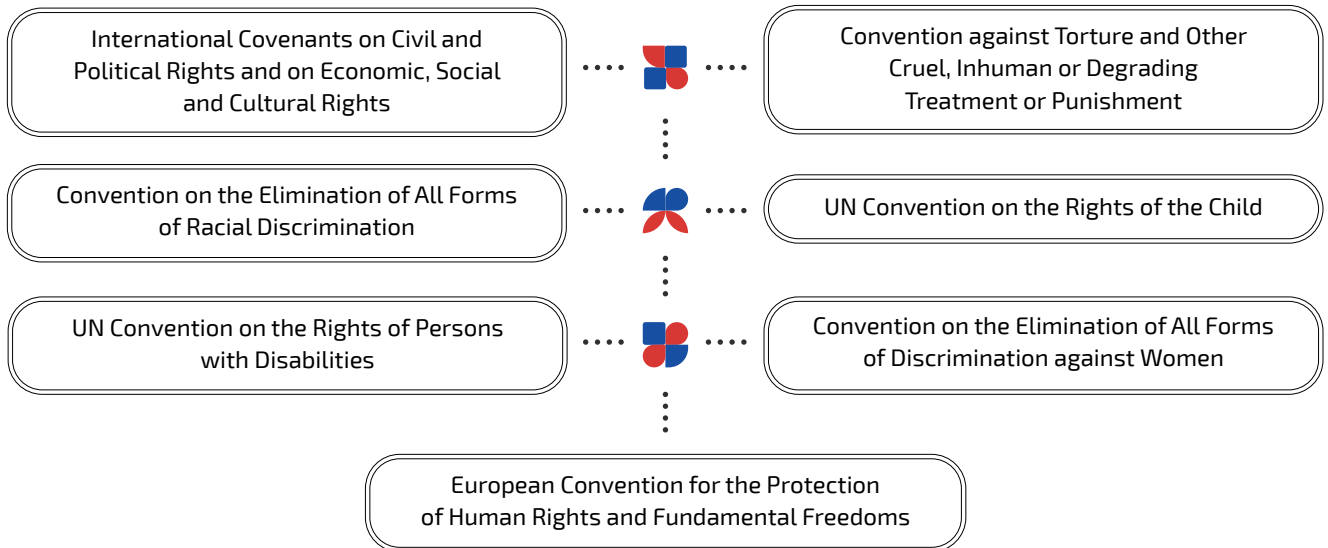 International Covenants on Civil and
Political Rights and on Economic, Social
and Cultural Rights
Convention against Torture and Other
Cruel, Inhuman or Degrading
Treatment or Punishment
Convention on the Elimination of All Forms
of Racial Discrimination
UN Convention on the Rights of the Child
UN Convention on the Rights of Persons
with Disabilities
Convention on the Elimination of All Forms
of Discrimination against Women
European Convention for the Protection
of Human Rights and Fundamental Freedoms